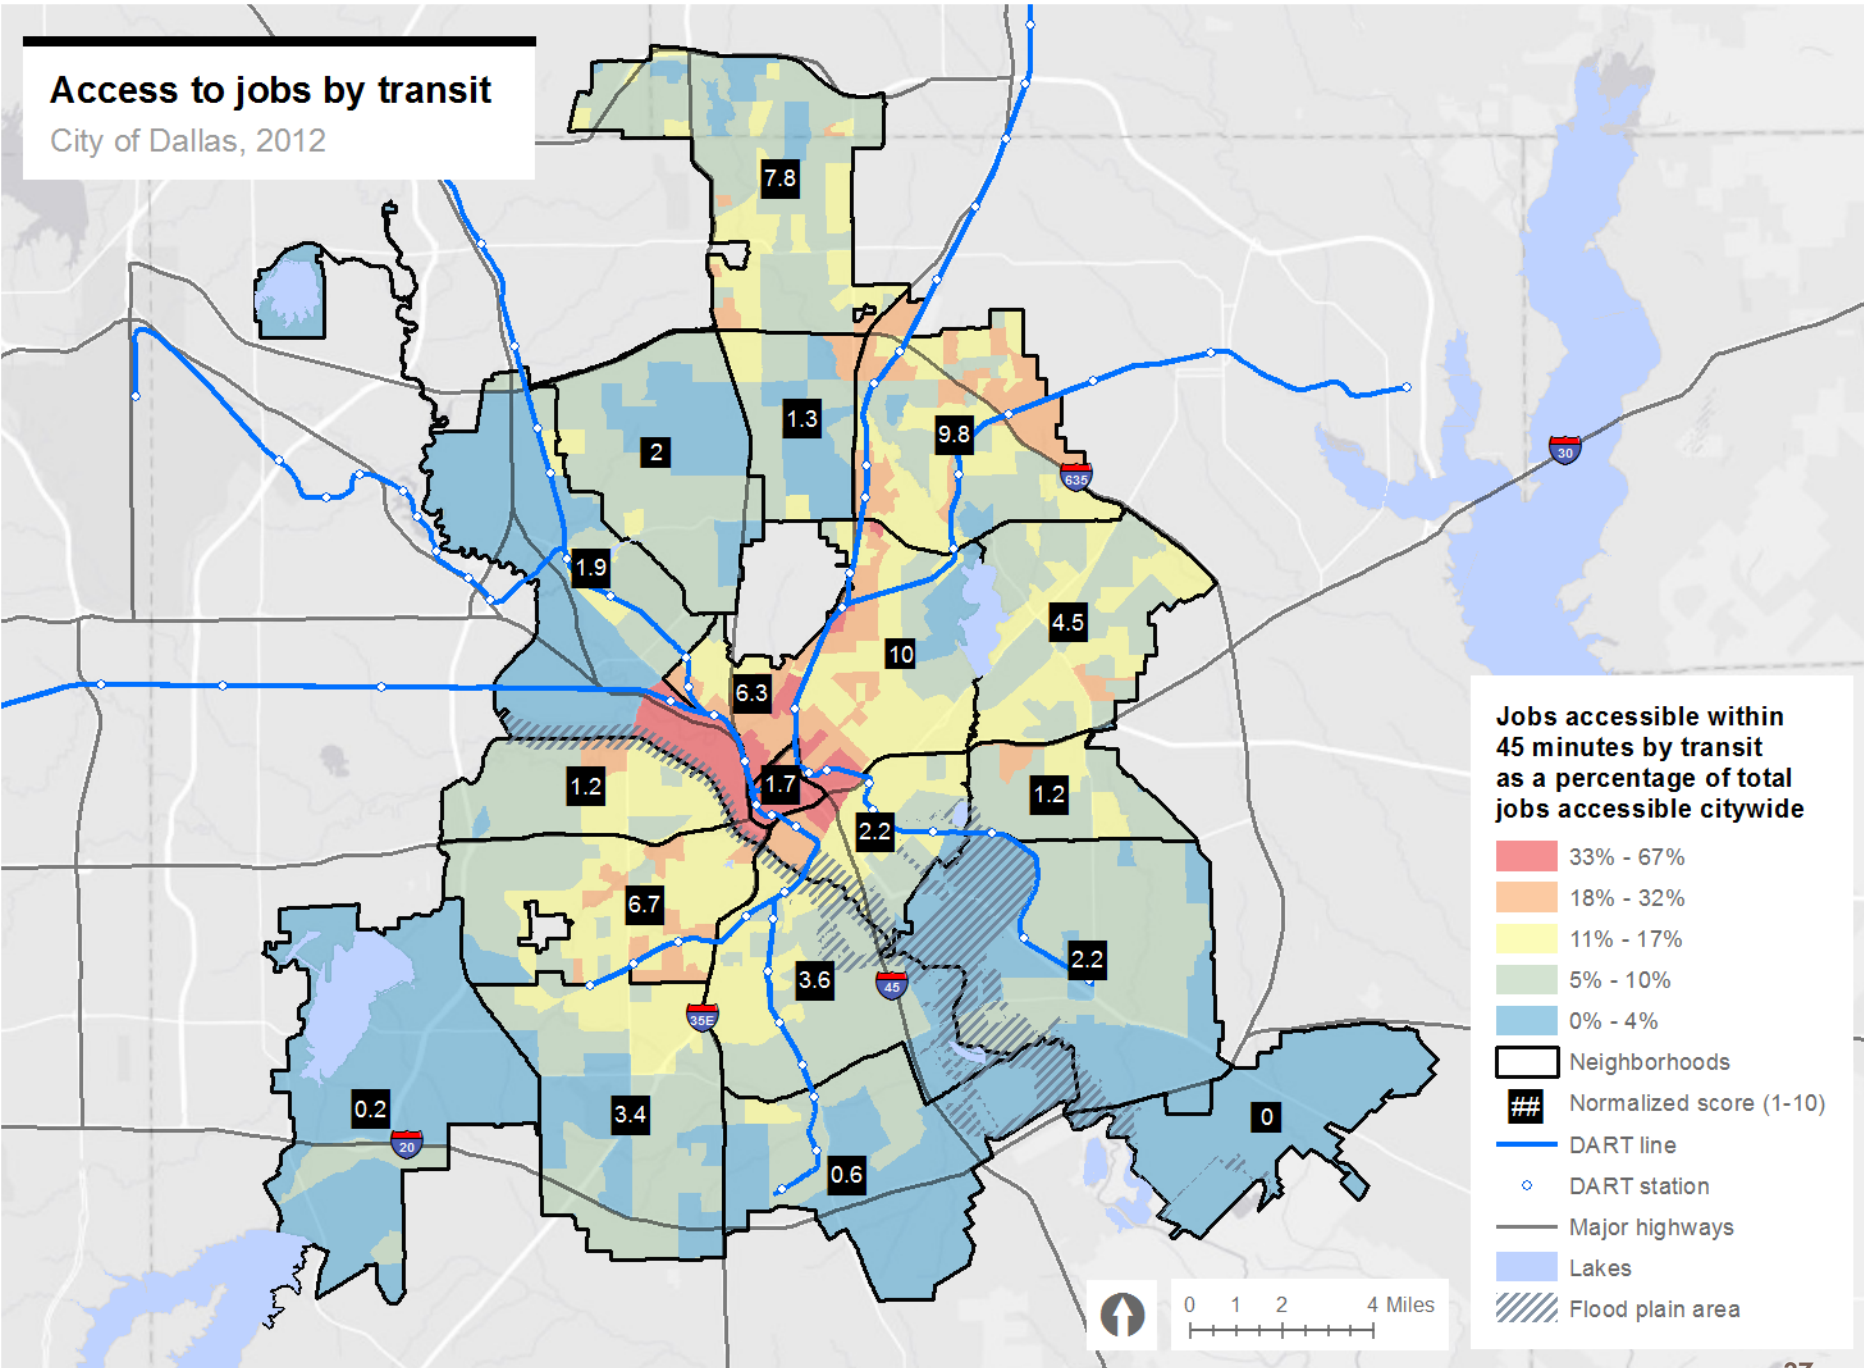 Access to jobs by transit
City of Dallas, 2012
7.8
1.3
2
9.8
635
30
1.9
4.5
10
6.3
1.2
1.7
1.2
2.2
6.7
3.6
45
2.2
35E
0.2
3.4
0
20
0.6
Jobs accessible within
45 minutes by transit
as a percentage of total
jobs accessible citywide
33% - 67%
18% - 32%
11% - 17%
5% - 10%
0% - 4%
Neighborhoods
## Normalized score (1-10)
DART line
DART station
Major highways
Lakes
Flood plain area
0 1 2 4 Miles